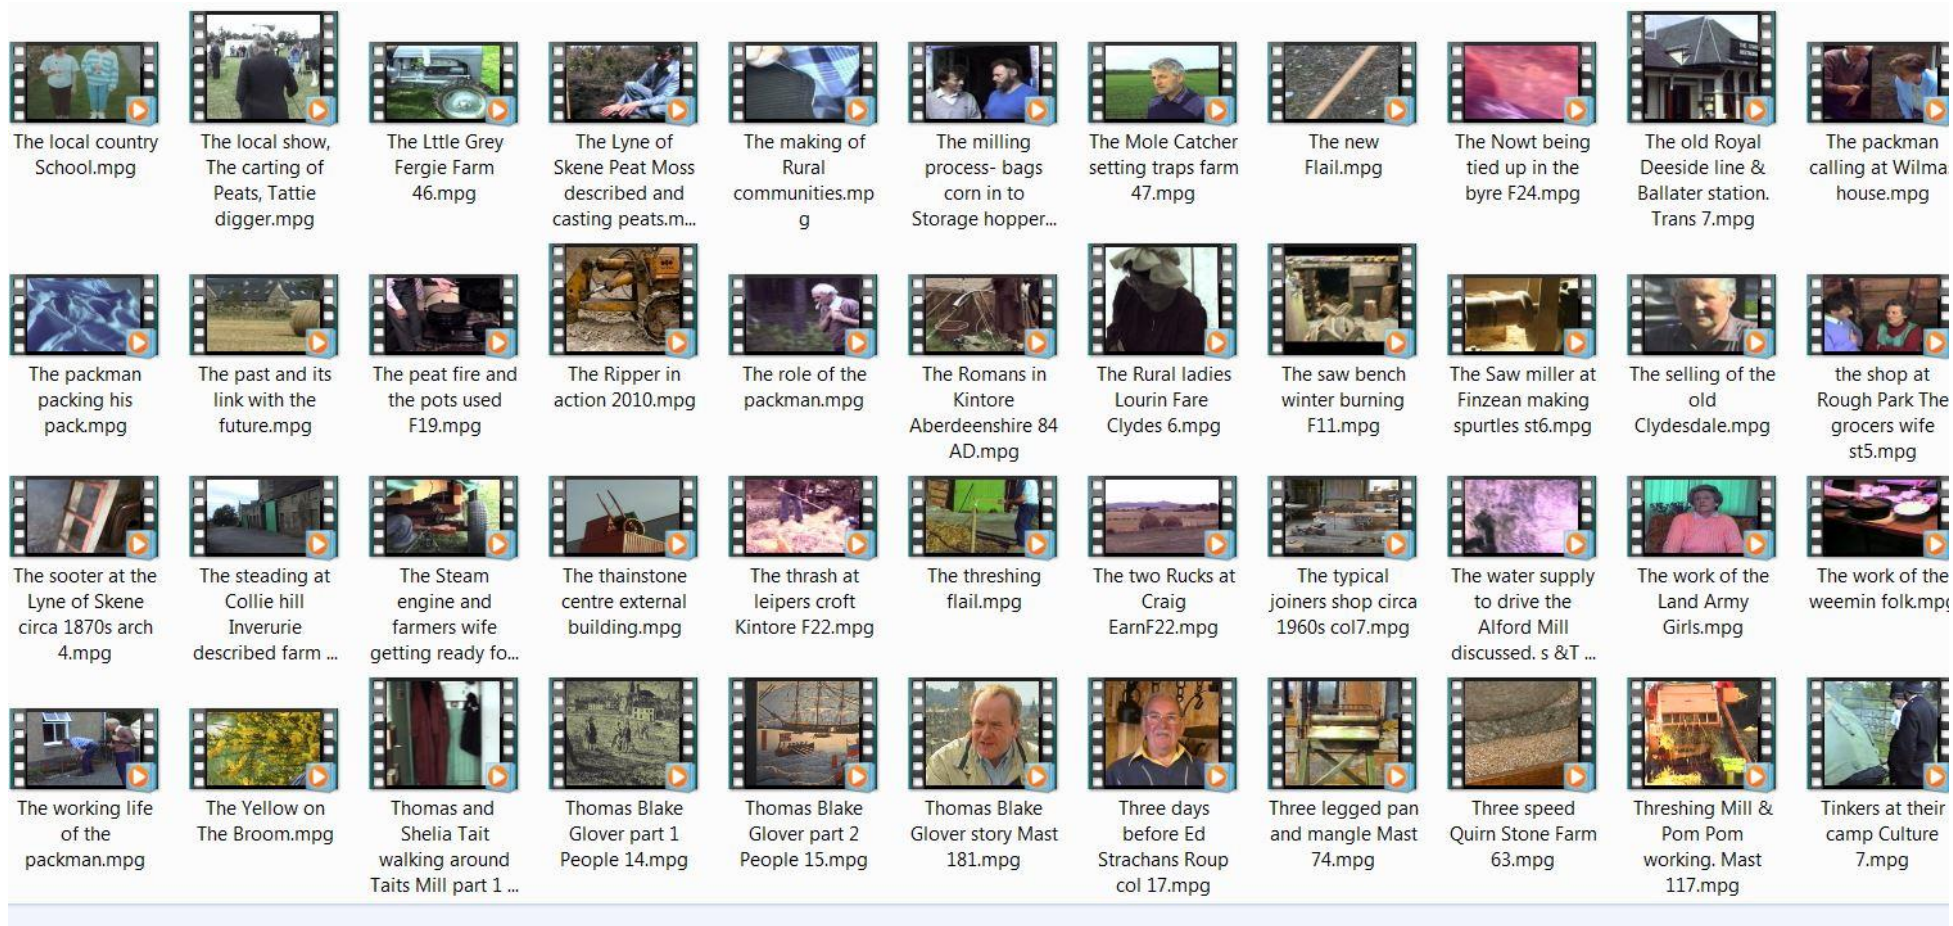 The local country
School.mpg
The local show,
The carting of
Peats, Tattie
digger.mpg
The Lttle Grey
Fergie Farm
46.mpg
The Lyne of
Skene Peat Moss
described and
casting peats.m...
The making of
Rural
communities.mp
g
The milling
process- bags
corn in to
Storage hopper...
The Mole Catcher
setting traps farm
47.mpg
The new
Flail.mpg
The Nowt being
tied up in the
byre F24.mpg
The old Royal
Deeside line &
Ballater station.
Trans 7.mpg
The packman
calling at Wilmas
house.mpg
The packman
packing his
pack.mpg
The past and its
link with the
future.mpg
The peat fire and
the pots used
F19.mpg
The Ripper in
action 2010.mpg
The role of the
packman.mpg
The Romans in
Kintore
Aberdeenshire 84
AD.mpg
The Rural ladies
Lourin Fare
Clydes 6.mpg
The saw bench
winter burning
F11.mpg
The Saw miller at
Finzean making
spurtles st6.mpg
The selling of the
old
Clydesdale.mpg
the shop at
Rough Park The
grocers wife
st5.mpg
The sooter at the
Lyne of Skene
circa 1870s arch
4.mpg
The steading at
Collie hill
Inverurie
described farm ...
The Steam
engine and
farmers wife
getting ready fo...
The thainstone
centre external
building.mpg
The thrash at
leipers croft
Kintore F22.mpg
The threshing
flail.mpg
The two Rucks at
Craig
EarnF22.mpg
The typical
joiners shop circa
1960s col7.mpg
The water supply
to drive the
Alford Mill
discussed. s &T ...
The work of the
Land Army
Girls.mpg
The work of the
weemin folk.mpg
The working life
of the
packman.mpg
The Yellow on
The Broom.mpg
Thomas and
Shelia Tait
walking around
Taits Mill part 1 ...
Thomas Blake
Glover part 1
People 14.mpg
Thomas Blake
Glover part 2
People 15.mpg
Thomas Blake
Glover story Mast
181.mpg
Three days
before Ed
Strachans Roup
col 17.mpg
Three legged pan
and mangle Mast
74.mpg
Three speed
Quirn Stone Farm
63.mpg
Threshing Mill &
Pom Pom
working. Mast
117.mpg
Tinkers at their
camp Culture
7.mpg